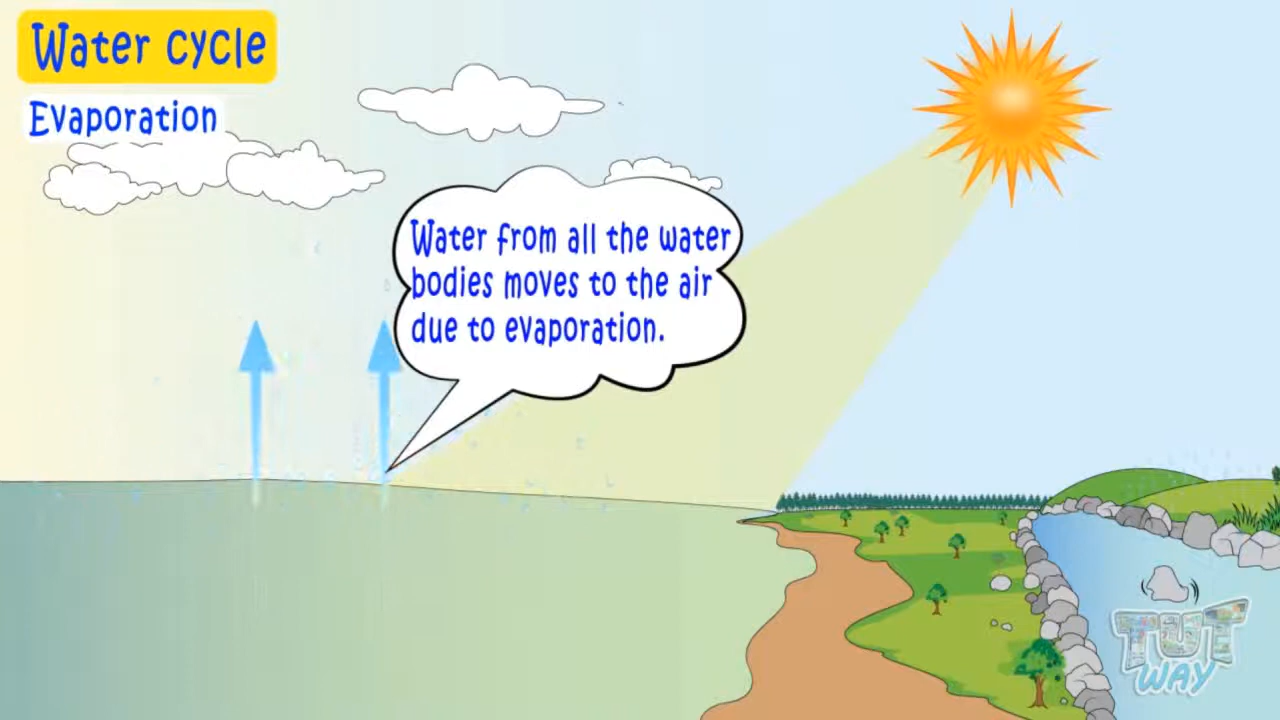 Water cycle
Evaporation
Water from all the water
bodies moves to the air
due to evaporation.
TUT
WAY